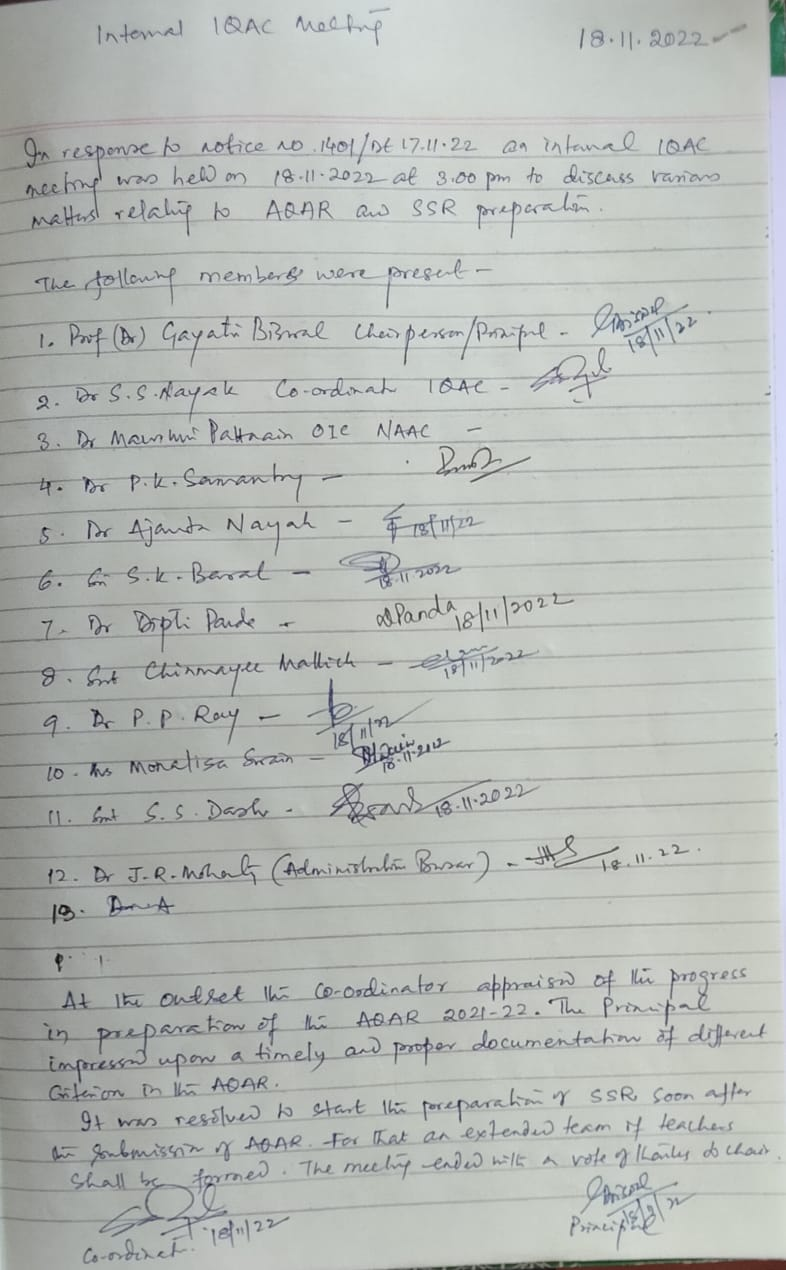 Internal IQAC Meeting
18.11.2022
In response to notice no. 1401/Dt 17.11.22 an internal IQAC
meeting was held on 18.11.2022 at 3.00 pm to discuss various
matters relating to AQAR and SSR preparation.
The following members were present -
1. Prof (Dr) Gayatri Biswal Chairperson/Principal -
18/11/22
2. Dr S.S. Nayak Co-ordinator IQAC -
3. Dr Pattnaik OIC NAAC -
4. Dr P.K. Samantry -
5. Dr Ajanta Nayak - 18/11/22
6. Sri S.K. Baral - 18.11.2022
7. Dr Dipti Panda - DPanda 18/11/2022
8. Smt Chinmayee Mallick - 18/11/2022
9. Dr P.P. Ray -
18/11/22
10. Ms Monalisa Swain -
11. Smt S.S. Dash - 18.11.2022
12. Dr J.R. Mohanty (Administrative Bursar) - 18.11.22.
13.
At the outset the Co-ordinator appraised of the progress
in preparation of the AQAR 2021-22. The Principal
impressed upon a timely and proper documentation of different
Criterion in the AQAR.
It was resolved to start the preparation of SSR soon after
the submission of AQAR. For that an extended team of teachers
shall be formed. The meeting ended with a vote of thanks to chair.
18/11/22
Co-ordinator
Principal